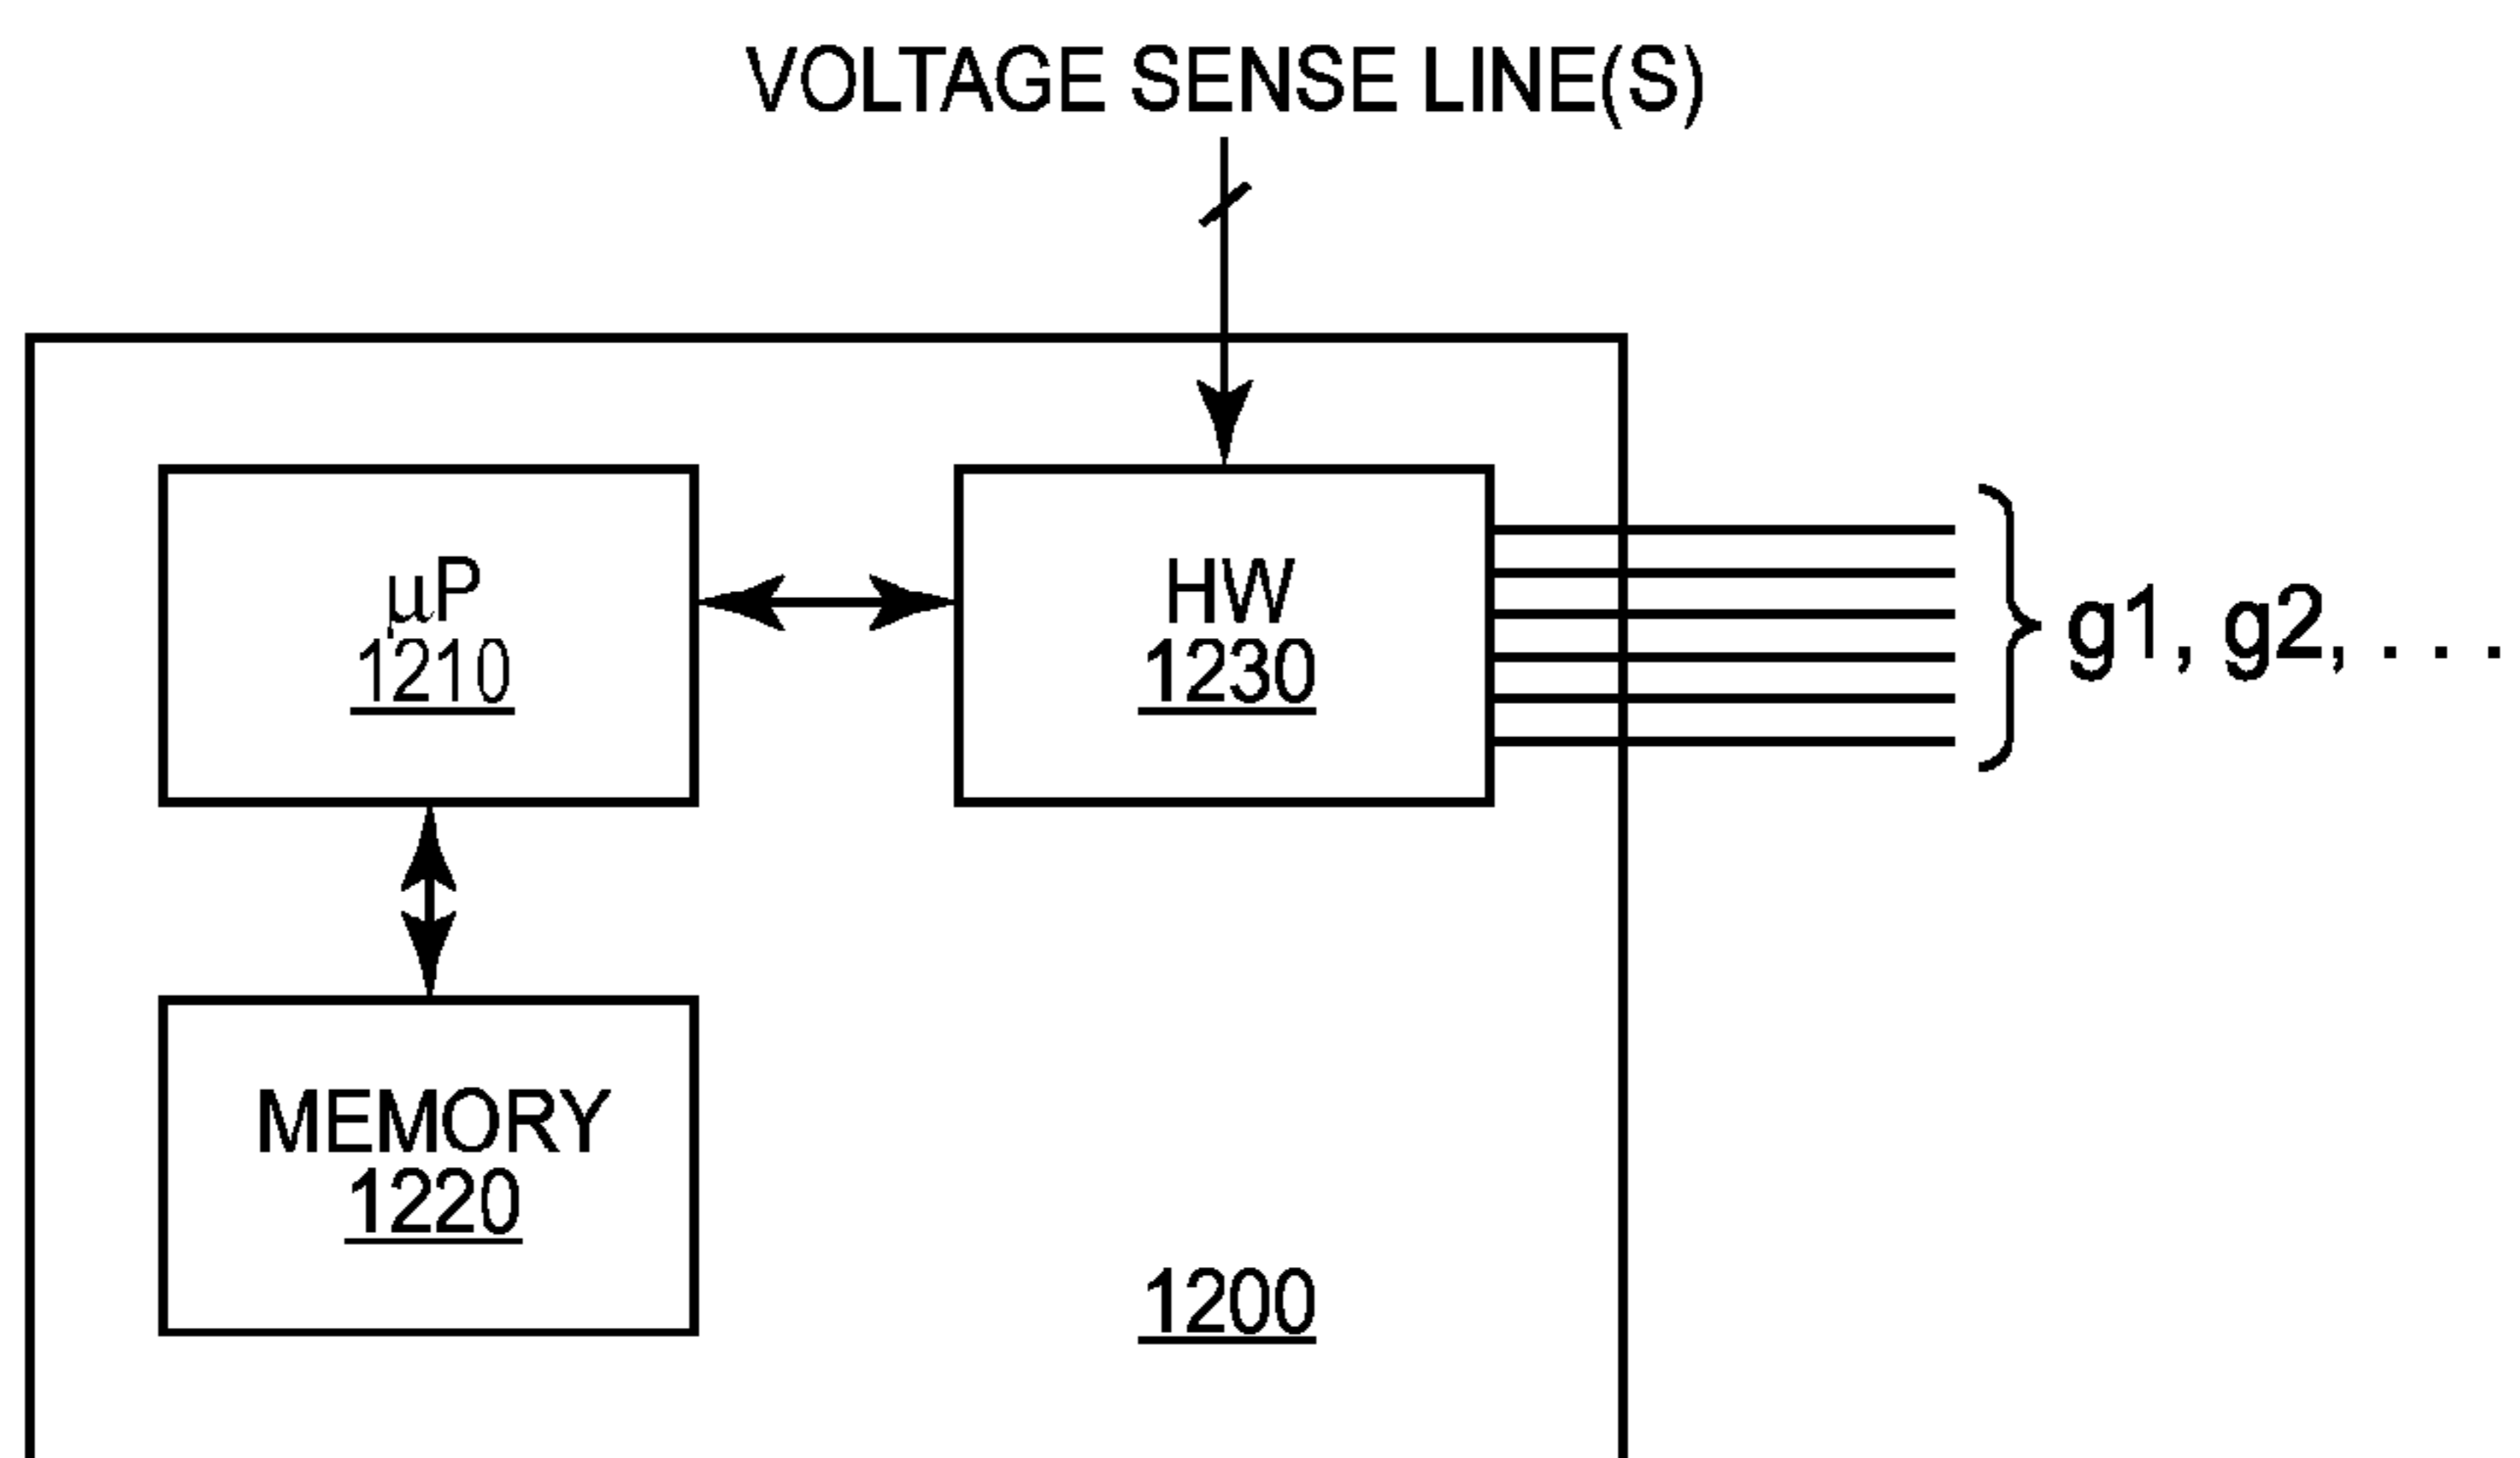 VOLTAGE SENSE LINE(S)
µP
1210
HW
1230
g1, g2, . . .
MEMORY
1220
1200